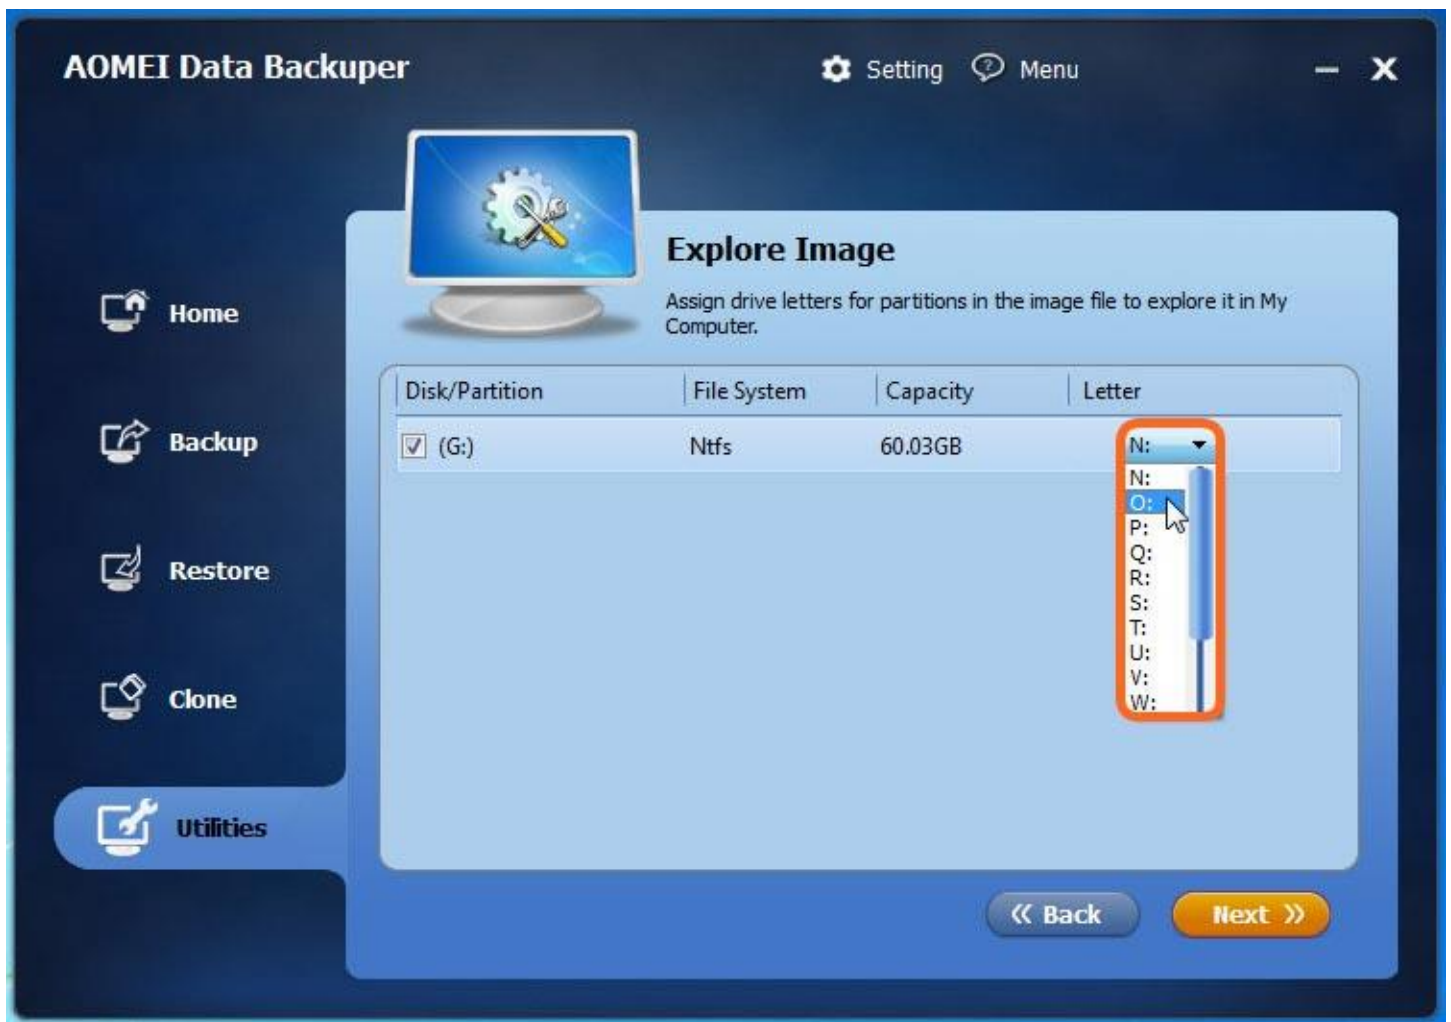 AOMEI Data Backuper
Setting
Menu
Explore Image
Assign drive letters for partitions in the image file to explore it in My
Computer.
Home
Backup
Restore
Clone
Utilities
Disk/Partition File System Capacity Letter
(G:) Ntfs 60.03GB N:
N:
O:
P:
Q:
R:
S:
T:
U:
V:
W:
« Back
Next »